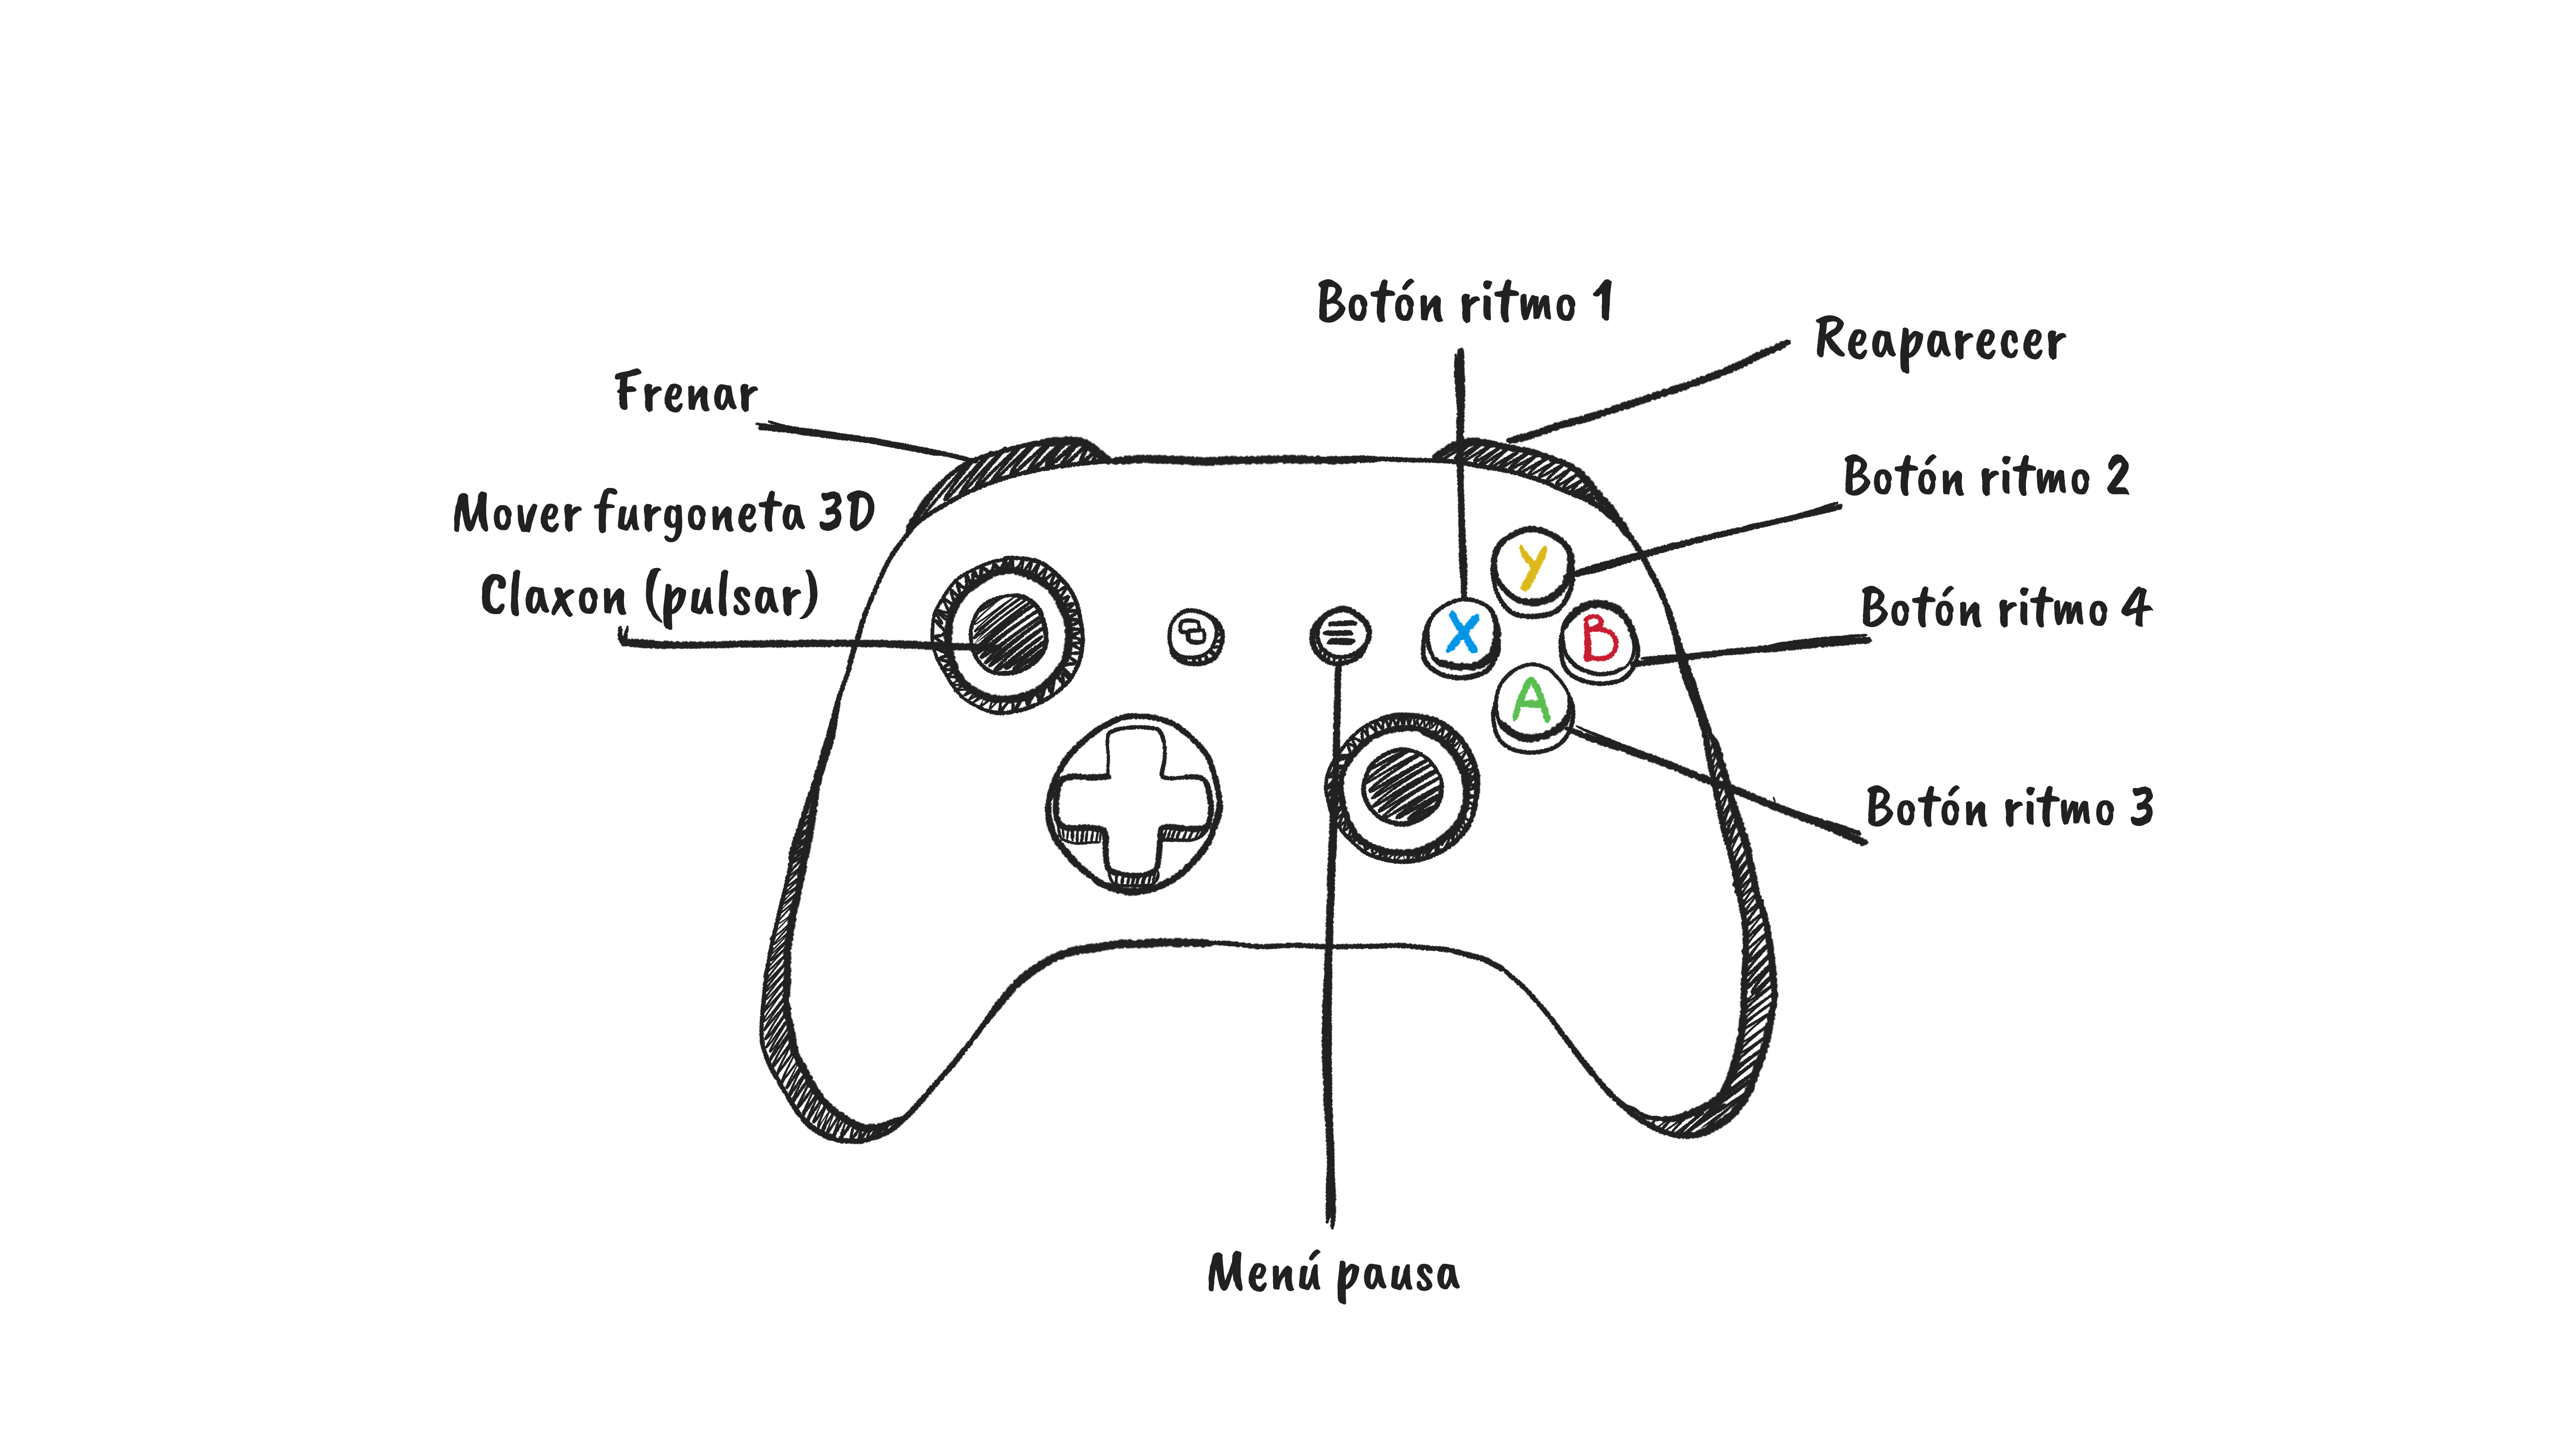 Botón ritmo 1
Reaparecer
Frenar
Botón ritmo 2
Mover furgoneta 3D
Claxon (pulsar)
Y
Botón ritmo 4
X
B
A
Botón ritmo 3
Menú pausa